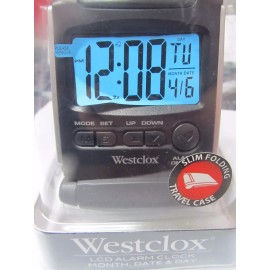 12:08
TU
MONTH DATE
4/6
MODE SET UP DOWN
Westclox
SLIM FOLDING
TRAVEL CASE
Westclox
LCD ALARM CLOCK
MONTH, DATE & DAY